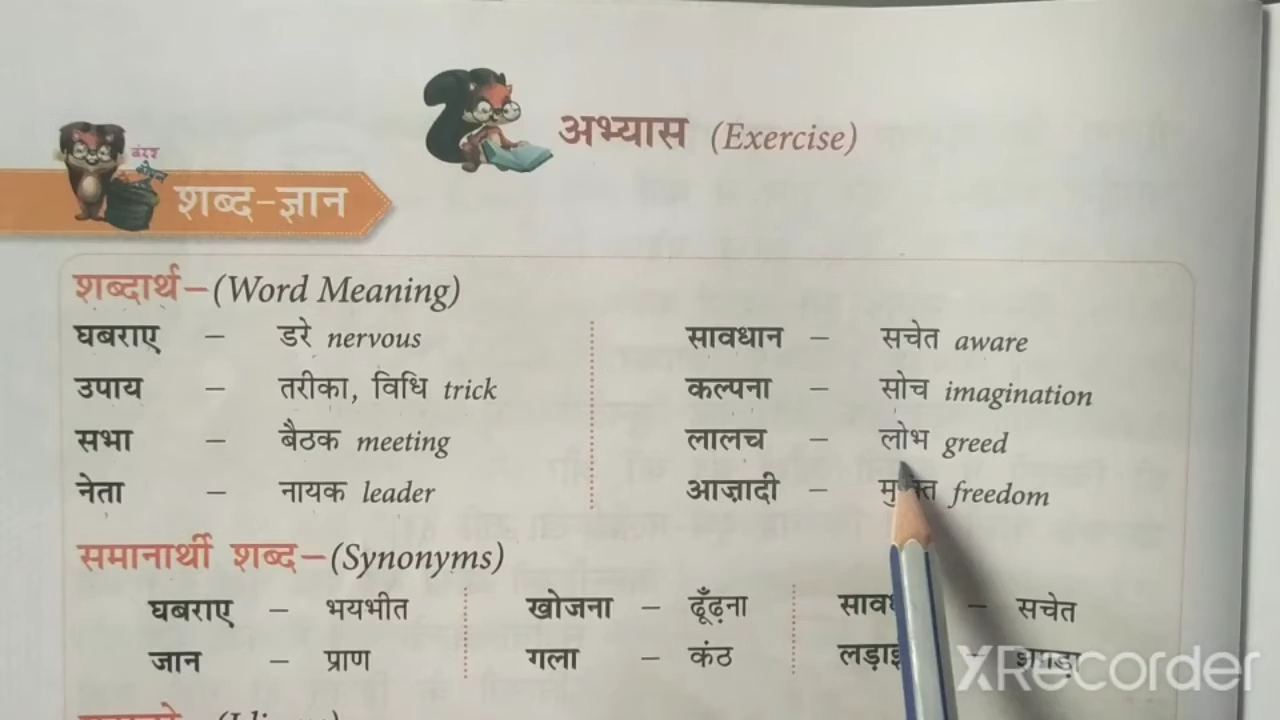 अभ्यास (Exercise)
शब्द-ज्ञान
शब्दार्थ–(Word Meaning)
घबराए – डरे nervous
सावधान – सचेत aware
उपाय – तरीका, विधि trick
कल्पना – सोच imagination
सभा – बैठक meeting
लालच – लोभ greed
नेता – नायक leader
आज़ादी – freedom
समानार्थी शब्द–(Synonyms)
घबराए – भयभीत
खोजना – ढूँढ़ना
– सचेत
जान – प्राण
गला – कंठ
–
(Idioms)
XRecorder